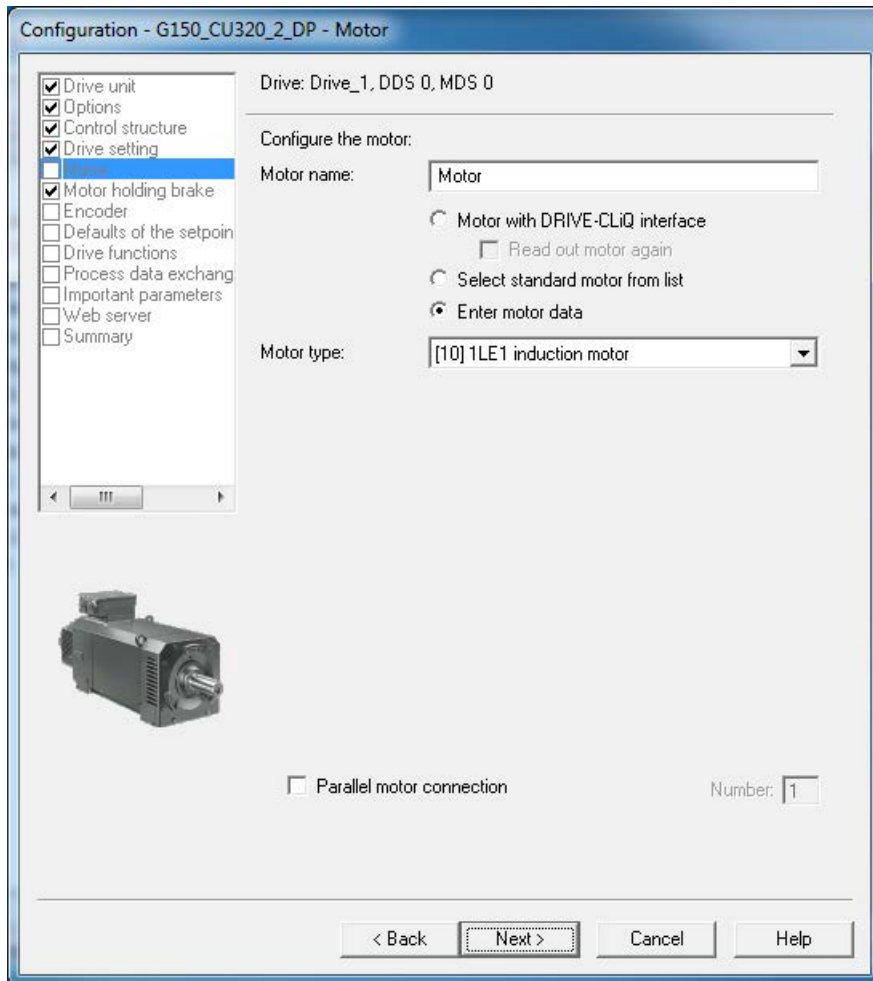 Configuration - G150_CU320_2_DP - Motor
Drive unit
Options
Control structure
Drive setting
Motor holding brake
Encoder
Defaults of the setpoin
Drive functions
Process data exchang
Important parameters
Web server
Summary
Drive: Drive_1, DDS 0, MDS 0
Configure the motor:
Motor name: Motor
Motor with DRIVE-CLiQ interface
Read out motor again
Select standard motor from list
Enter motor data
Motor type: [10] 1LE1 induction motor
Parallel motor connection Number: 1
< Back Next > Cancel Help